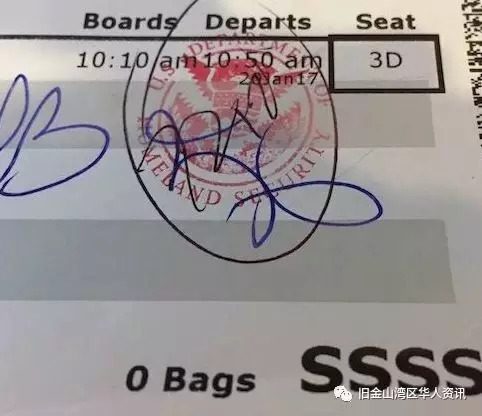 Boards Departs Seat
10:10 am 10:50 am 3D
20Jan17
U.S. DEPARTMENT OF
HOMELAND SECURITY
0 Bags SSSS
旧金山湾区华人资讯